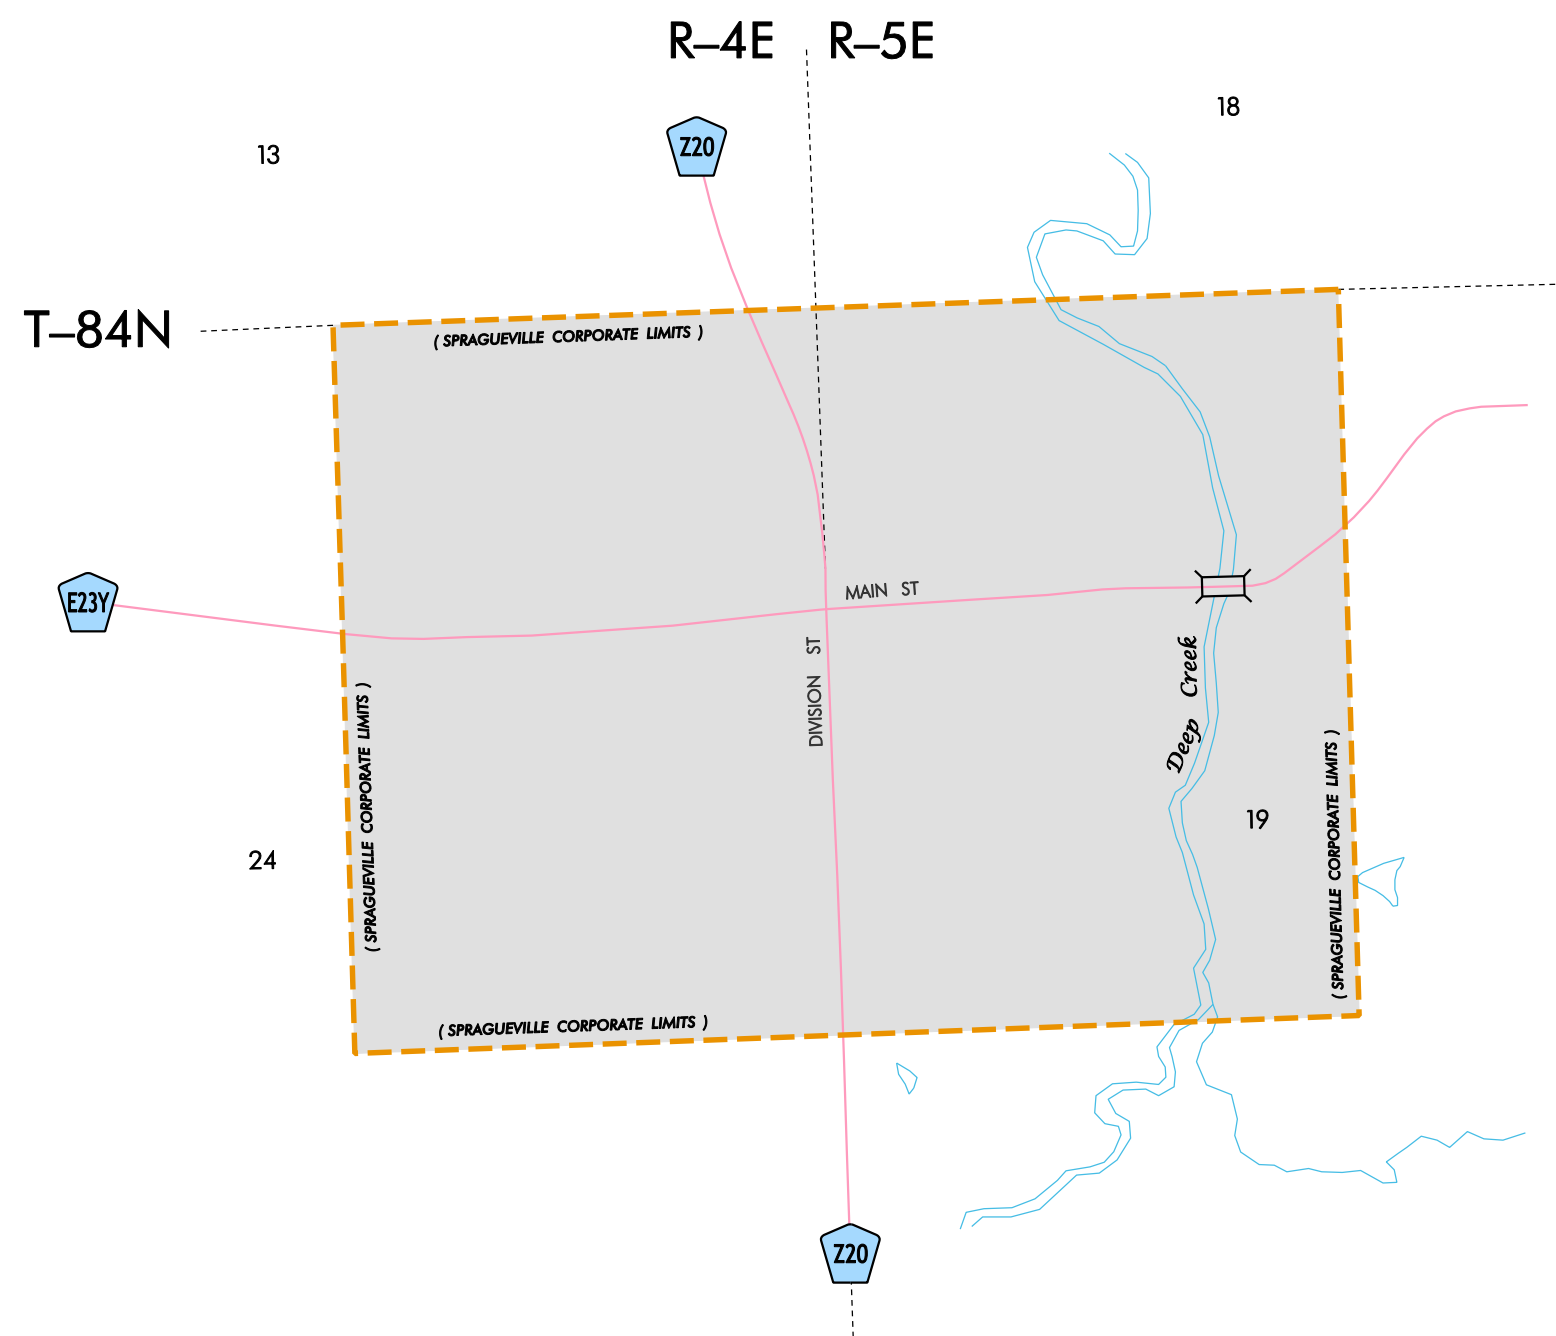 R–4E R–5E
18
Z20
13
T–84N
( SPRAGUEVILLE CORPORATE LIMITS )
E23Y
MAIN ST
DIVISION ST
Deep Creek
( SPRAGUEVILLE CORPORATE LIMITS )
( SPRAGUEVILLE CORPORATE LIMITS )
19
24
( SPRAGUEVILLE CORPORATE LIMITS )
Z20